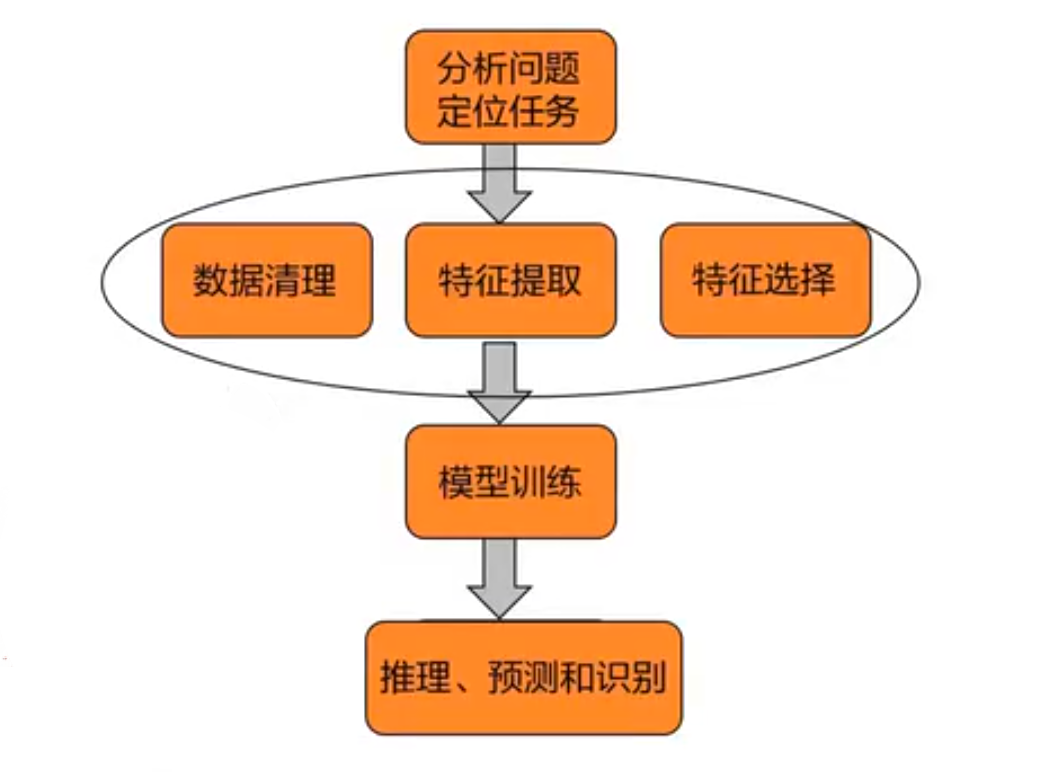 分析问题
定位任务
数据清理
特征提取
特征选择
模型训练
推理、预测和识别